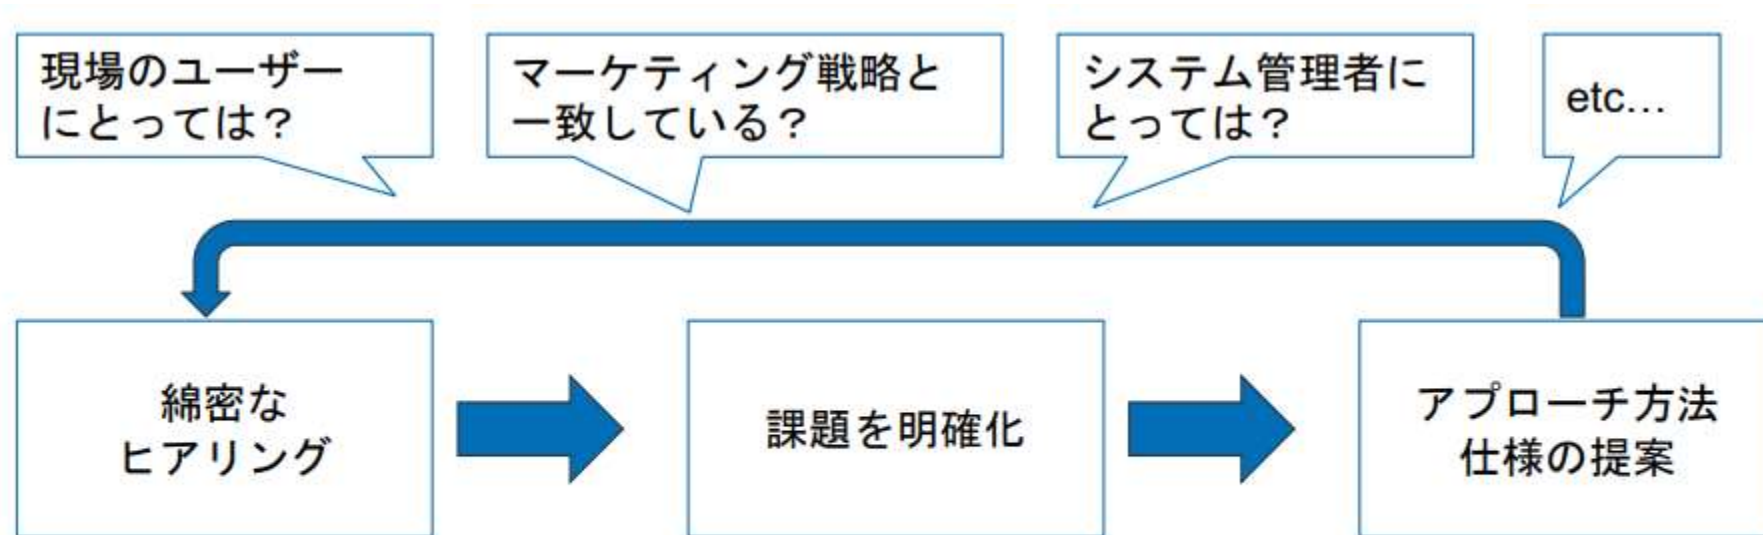 現場のユーザー
にとっては？
マーケティング戦略と
一致している？
システム管理者に
とっては？
etc…
綿密な
ヒアリング
課題を明確化
アプローチ方法
仕様の提案